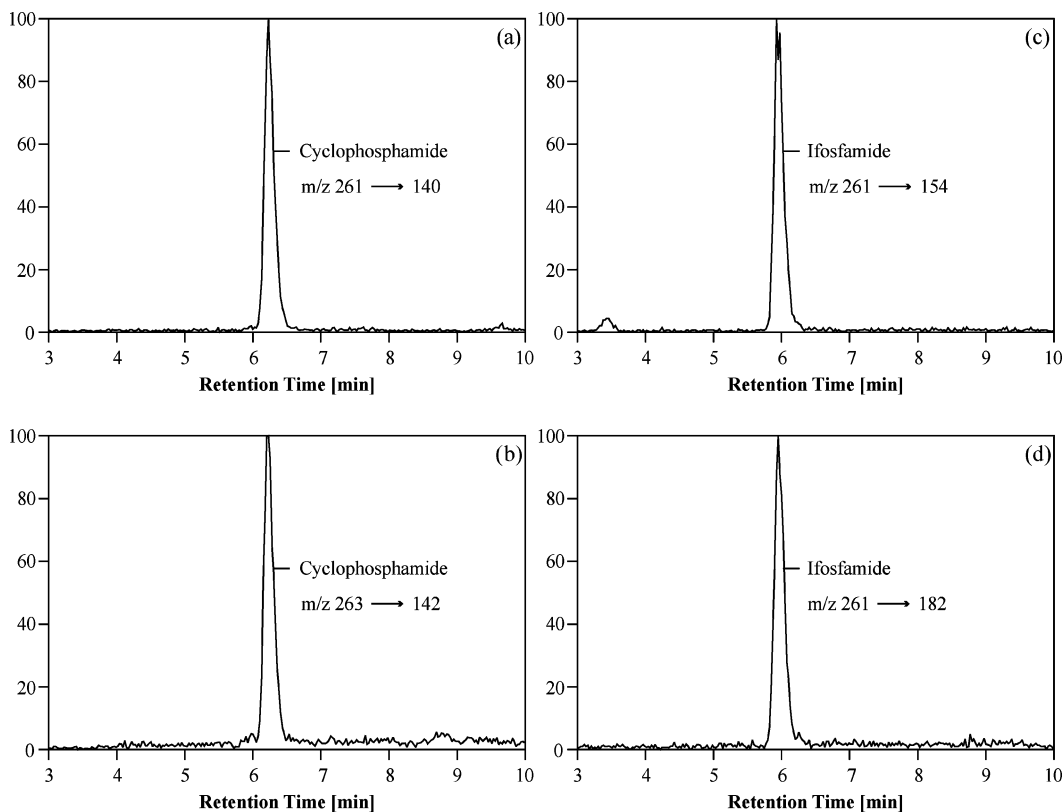 100
80
60
40
20
0
(a)
Cyclophosphamide
m/z 261 ⟶ 140
3 4 5 6 7 8 9 10
Retention Time [min]
100
80
60
40
20
0
(c)
Ifosfamide
m/z 261 ⟶ 154
3 4 5 6 7 8 9 10
Retention Time [min]
100
80
60
40
20
0
(b)
Cyclophosphamide
m/z 263 ⟶ 142
3 4 5 6 7 8 9 10
Retention Time [min]
100
80
60
40
20
0
(d)
Ifosfamide
m/z 261 ⟶ 182
3 4 5 6 7 8 9 10
Retention Time [min]